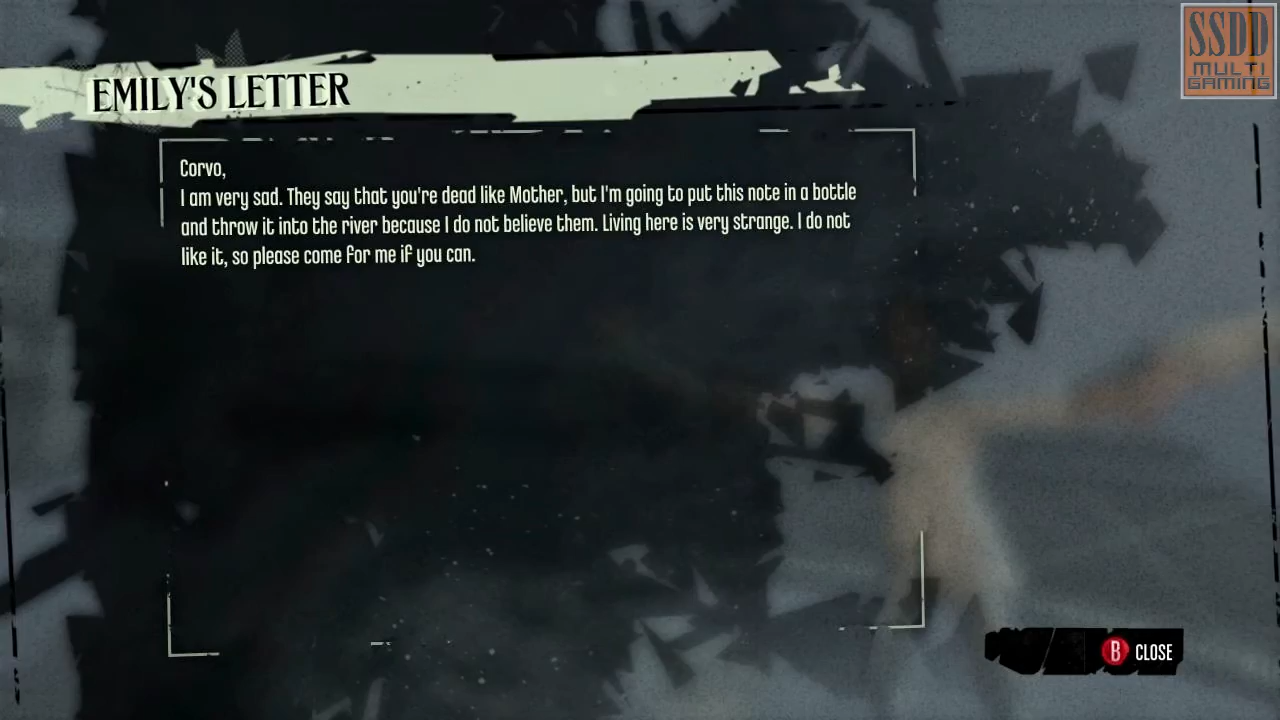 SSDD
MULTI
GAMING
EMILY'S LETTER
Corvo,
I am very sad. They say that you're dead like Mother, but I'm going to put this note in a bottle
and throw it into the river because I do not believe them. Living here is very strange. I do not
like it, so please come for me if you can.
B CLOSE